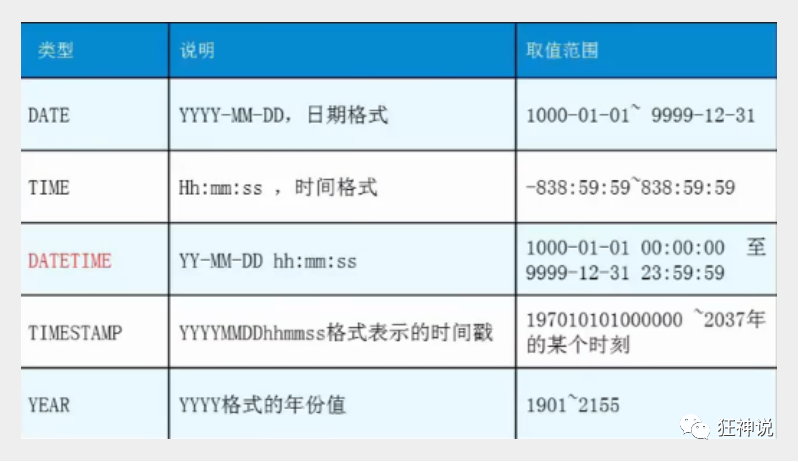 类型 说明 取值范围
DATE YYYY-MM-DD，日期格式 1000-01-01~ 9999-12-31
TIME Hh:mm:ss ，时间格式 -838:59:59~838:59:59
DATETIME YY-MM-DD hh:mm:ss 1000-01-01 00:00:00 至
9999-12-31 23:59:59
TIMESTAMP YYYYMMDDhhmmss格式表示的时间戳 197010101000000 ~2037年
的某个时刻
YEAR YYYY格式的年份值 1901~2155
狂神说